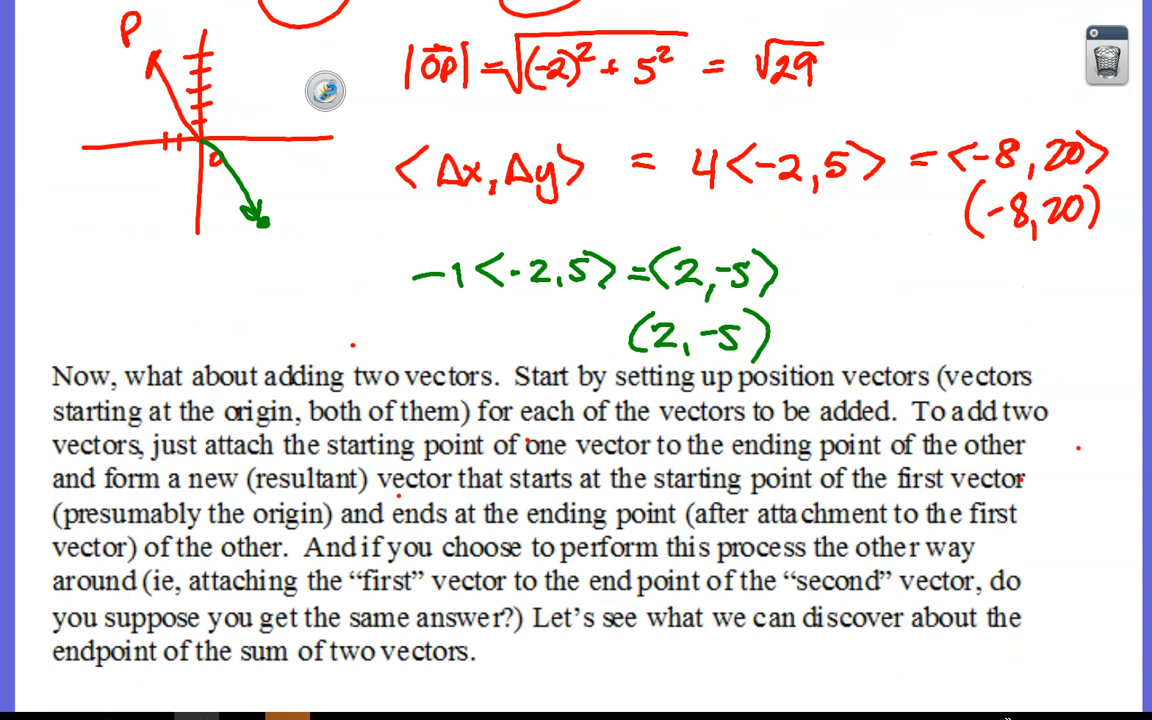 P
|OP| = √(-2)² + 5² = √29
O
<Δx, Δy> = 4<-2,5> = <-8, 20>
(-8,20)
-1<-2,5> = <2,-5>
(2,-5)
Now, what about adding two vectors. Start by setting up position vectors (vectors
starting at the origin, both of them) for each of the vectors to be added. To add two
vectors, just attach the starting point of one vector to the ending point of the other
and form a new (resultant) vector that starts at the starting point of the first vector
(presumably the origin) and ends at the ending point (after attachment to the first
vector) of the other. And if you choose to perform this process the other way
around (ie, attaching the “first” vector to the end point of the “second” vector, do
you suppose you get the same answer?) Let’s see what we can discover about the
endpoint of the sum of two vectors.